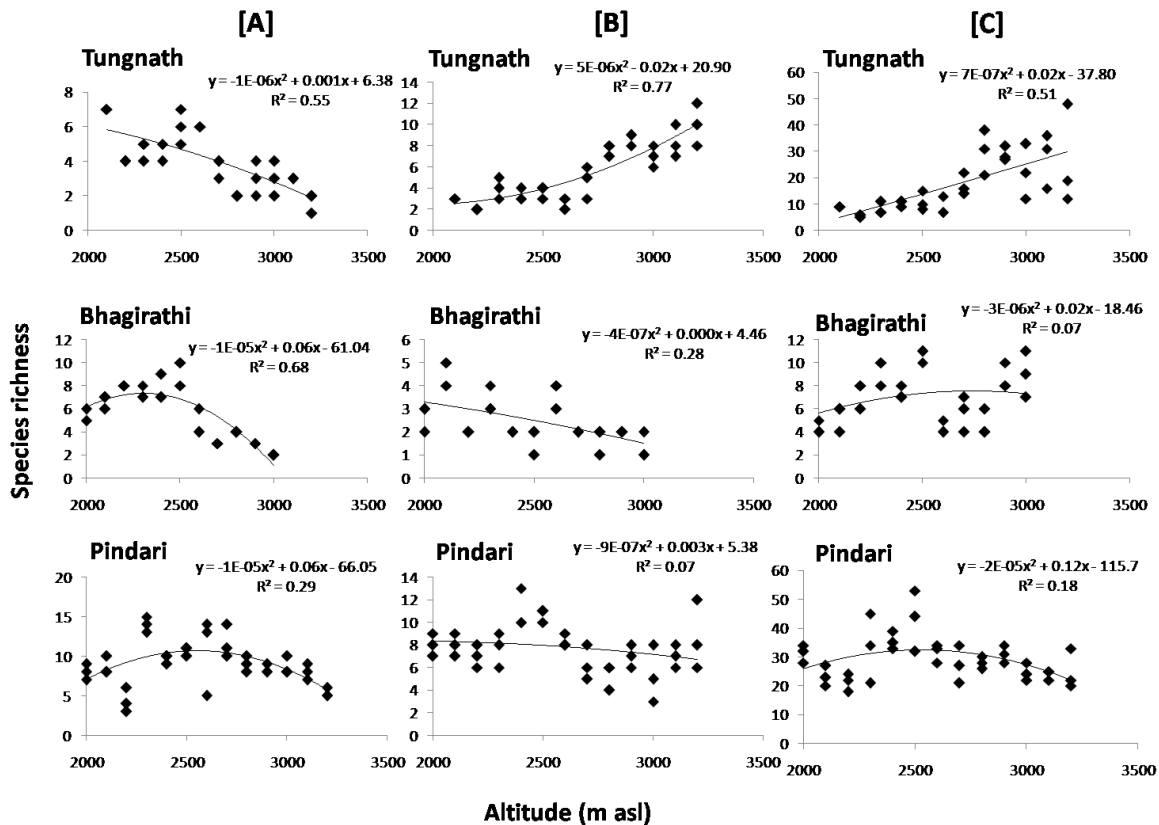 [A] [B] [C]
Tungnath
y = -1E-06x² + 0.001x + 6.38
R² = 0.55
8
6
4
2
0
2000 2500 3000 3500
Tungnath
y = 5E-06x² - 0.02x + 20.90
R² = 0.77
14
12
10
8
6
4
2
0
2000 2500 3000 3500
Tungnath
y = 7E-07x² + 0.02x - 37.80
R² = 0.51
60
50
40
30
20
10
0
2000 2500 3000 3500
Species richness
Bhagirathi
y = -1E-05x² + 0.06x - 61.04
R² = 0.68
12
10
8
6
4
2
0
2000 2500 3000 3500
Bhagirathi
y = -4E-07x² + 0.000x + 4.46
R² = 0.28
6
5
4
3
2
1
0
2000 2500 3000 3500
Bhagirathi
y = -3E-06x² + 0.02x - 18.46
R² = 0.07
12
10
8
6
4
2
0
2000 2500 3000 3500
Pindari
y = -1E-05x² + 0.06x - 66.05
R² = 0.29
20
15
10
5
0
2000 2500 3000 3500
Pindari
y = -9E-07x² + 0.003x + 5.38
R² = 0.07
14
12
10
8
6
4
2
0
2000 2500 3000 3500
Pindari
y = -2E-05x² + 0.12x - 115.7
R² = 0.18
60
50
40
30
20
10
0
2000 2500 3000 3500
Altitude (m asl)